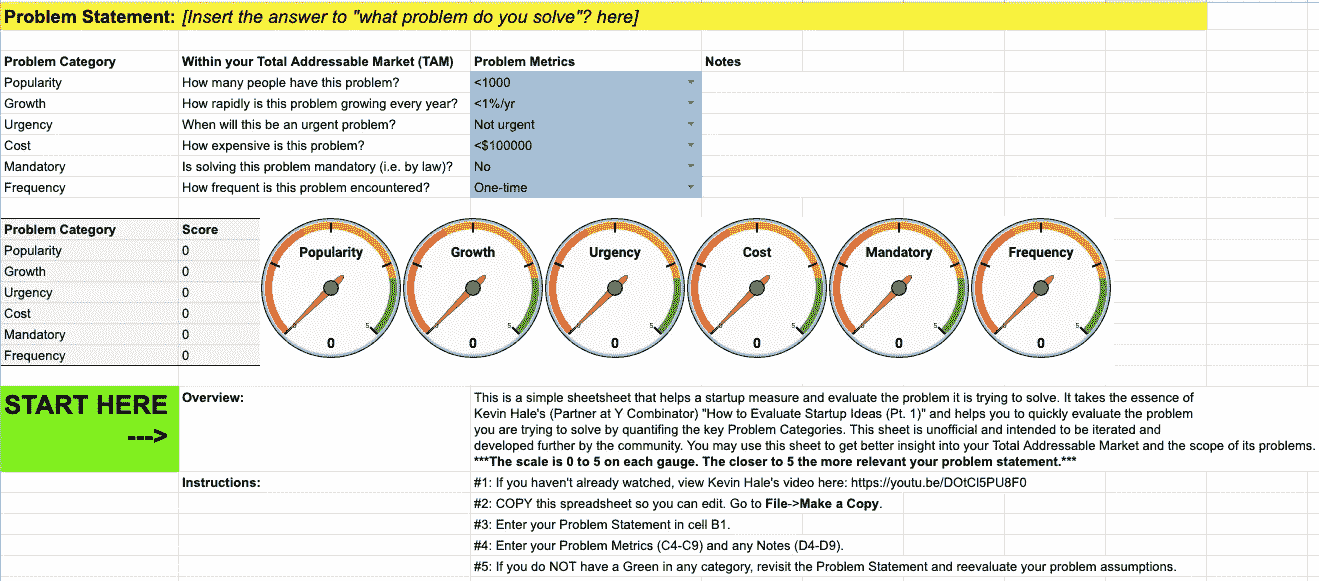 Problem Statement: [Insert the answer to "what problem do you solve"? here]
Problem Category Within your Total Addressable Market (TAM) Problem Metrics Notes
Popularity How many people have this problem? <1000
Growth How rapidly is this problem growing every year? <1%/yr
Urgency When will this be an urgent problem? Not urgent
Cost How expensive is this problem? <$100000
Mandatory Is solving this problem mandatory (i.e. by law)? No
Frequency How frequent is this problem encountered? One-time
Problem Category Score
Popularity 0
Growth 0
Urgency 0
Cost 0
Mandatory 0
Frequency 0
Popularity Growth Urgency Cost Mandatory Frequency
0 5 0 5 0 5 0 5 0 5 0 5
0 0 0 0 0 0
START HERE
--->
Overview:
This is a simple sheetsheet that helps a startup measure and evaluate the problem it is trying to solve. It takes the essence of
Kevin Hale's (Partner at Y Combinator) "How to Evaluate Startup Ideas (Pt. 1)" and helps you to quickly evaluate the problem
you are trying to solve by quantifing the key Problem Categories. This sheet is unofficial and intended to be iterated and
developed further by the community. You may use this sheet to get better insight into your Total Addressable Market and the scope of its problems.
***The scale is 0 to 5 on each gauge. The closer to 5 the more relevant your problem statement.***
Instructions:
#1: If you haven't already watched, view Kevin Hale's video here: https://youtu.be/DOtCl5PU8F0
#2: COPY this spreadsheet so you can edit. Go to File->Make a Copy.
#3: Enter your Problem Statement in cell B1.
#4: Enter your Problem Metrics (C4-C9) and any Notes (D4-D9).
#5: If you do NOT have a Green in any category, revisit the Problem Statement and reevaluate your problem assumptions.